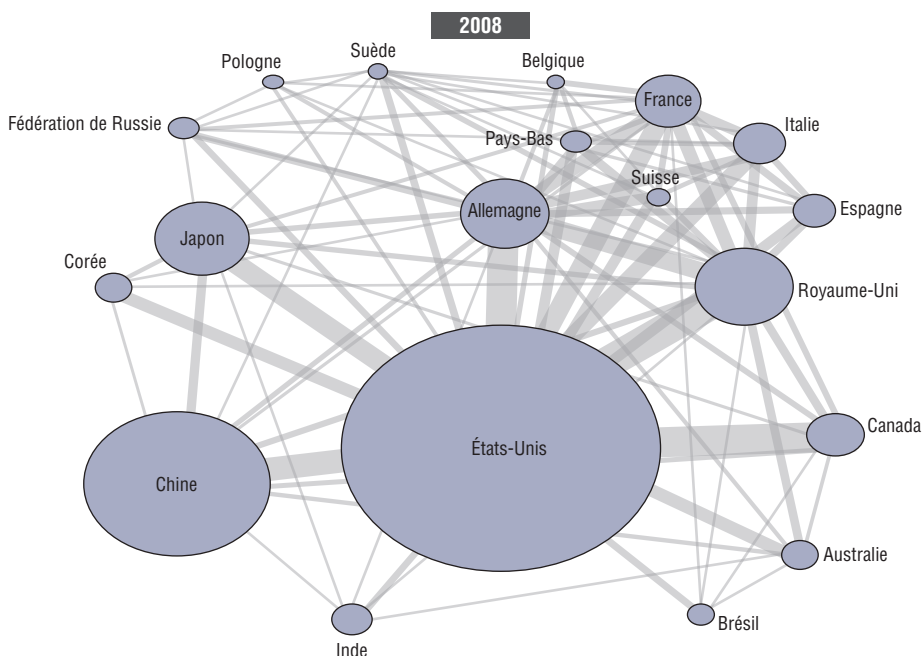 2008
Suède
Belgique
Pologne
France
Italie
Fédération de Russie
Pays-Bas
Suisse
Allemagne
Espagne
Japon
Corée
Royaume-Uni
Canada
États-Unis
Chine
Australie
Brésil
Inde